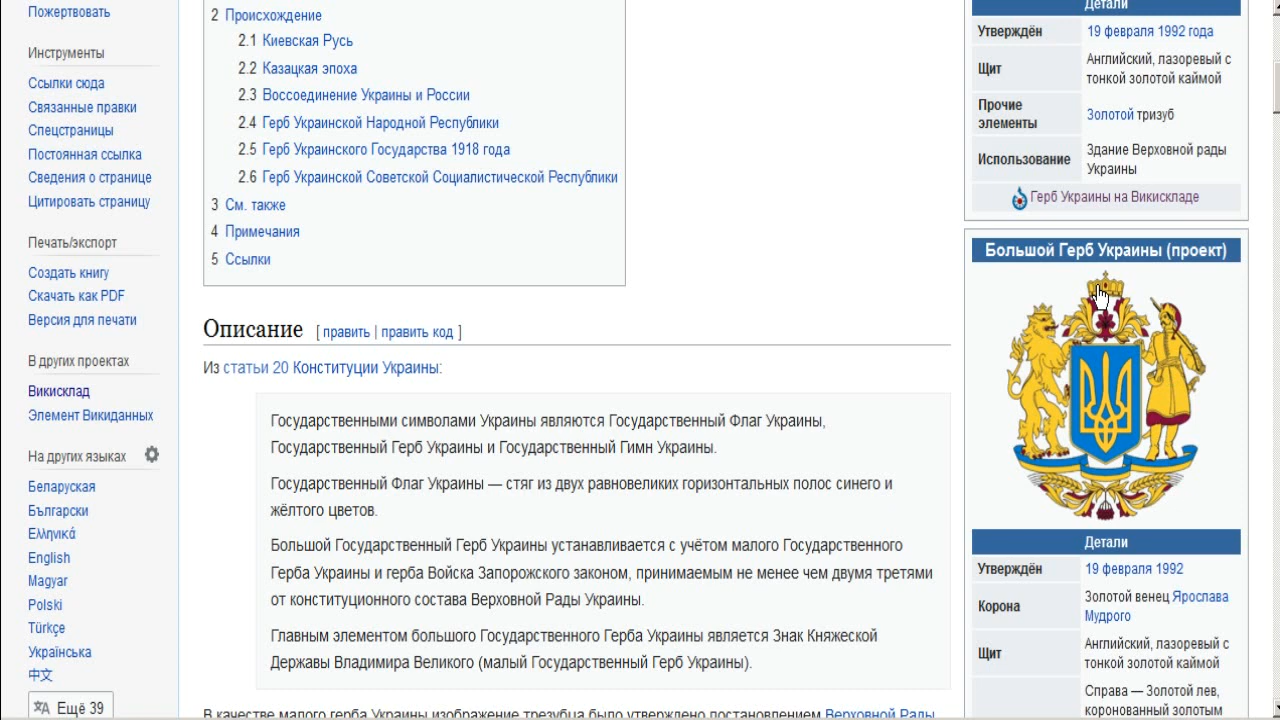 Пожертвовать
Инструменты
Ссылки сюда
Связанные правки
Спецстраницы
Постоянная ссылка
Сведения о странице
Цитировать страницу
Печать/экспорт
Создать книгу
Скачать как PDF
Версия для печати
В других проектах
Викисклад
Элемент Викиданных
На других языках
Беларуская
Български
Ελληνικά
English
Magyar
Polski
Türkçe
Українська
中文
Ещё 39
2 Происхождение
2.1 Киевская Русь
2.2 Казацкая эпоха
2.3 Воссоединение Украины и России
2.4 Герб Украинской Народной Республики
2.5 Герб Украинского Государства 1918 года
2.6 Герб Украинской Советской Социалистической Республики
3 См. также
4 Примечания
5 Ссылки
Описание [ править | править код ]
Из статьи 20 Конституции Украины:
Государственными символами Украины являются Государственный Флаг Украины,
Государственный Герб Украины и Государственный Гимн Украины.
Государственный Флаг Украины — стяг из двух равновеликих горизонтальных полос синего и
жёлтого цветов.
Большой Государственный Герб Украины устанавливается с учётом малого Государственного
Герба Украины и герба Войска Запорожского законом, принимаемым не менее чем двумя третями
от конституционного состава Верховной Рады Украины.
Главным элементом большого Государственного Герба Украины является Знак Княжеской
Державы Владимира Великого (малый Государственный Герб Украины).
В качестве малого герба Украины изображение трезубца было утверждено постановлением Верховной Рады
Детали
Утверждён 19 февраля 1992 года
Щит Английский, лазоревый с
тонкой золотой каймой
Прочие
элементы Золотой тризуб
Использование Здание Верховной рады
Украины
Герб Украины на Викискладе
Большой Герб Украины (проект)
Детали
Утверждён 19 февраля 1992
Корона Золотой венец Ярослава
Мудрого
Щит Английский, лазоревый с
тонкой золотой каймой
Справа — Золотой лев,
коронованный золотым